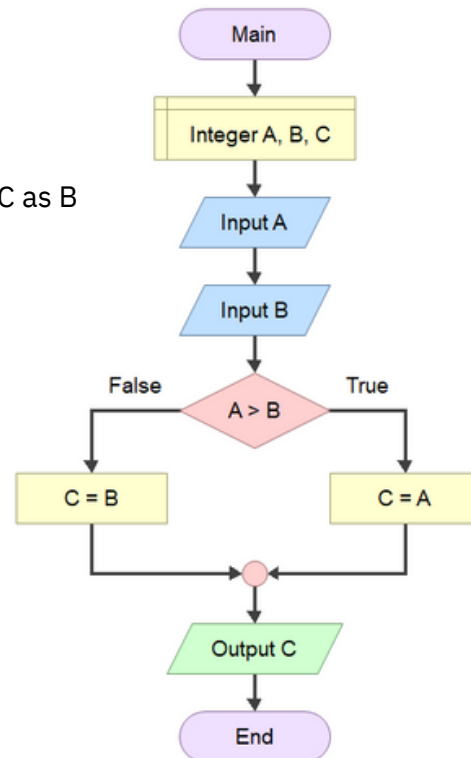 Main
Integer A, B, C
C as B
Input A
Input B
False
True
A > B
C = B
C = A
Output C
End